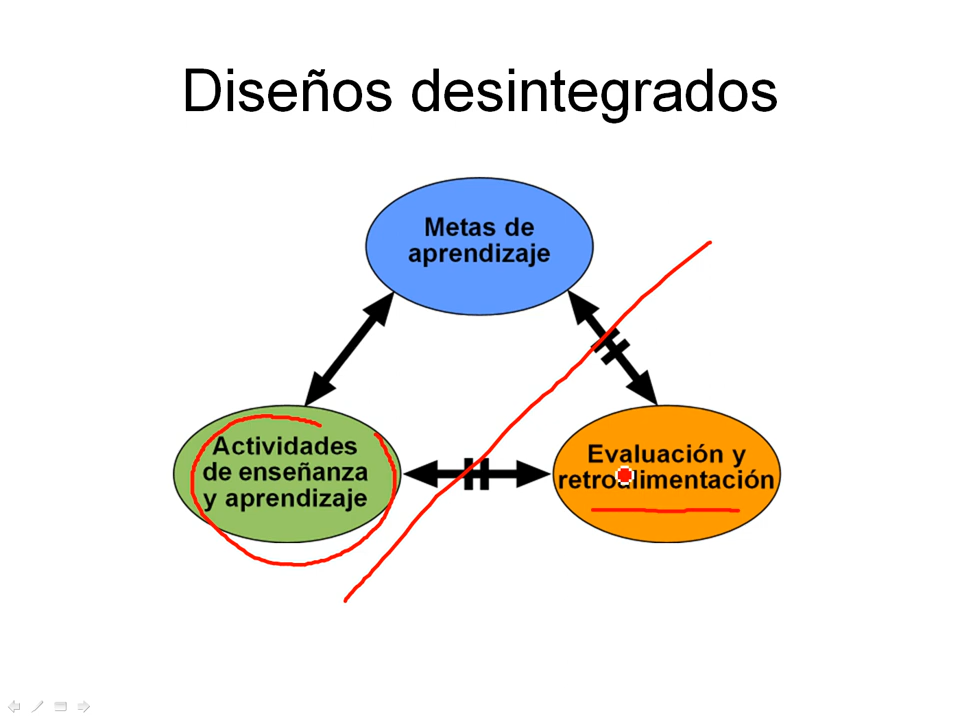 Diseños desintegrados
Metas de
aprendizaje
Actividades
de enseñanza
y aprendizaje
Evaluación y
retroalimentación